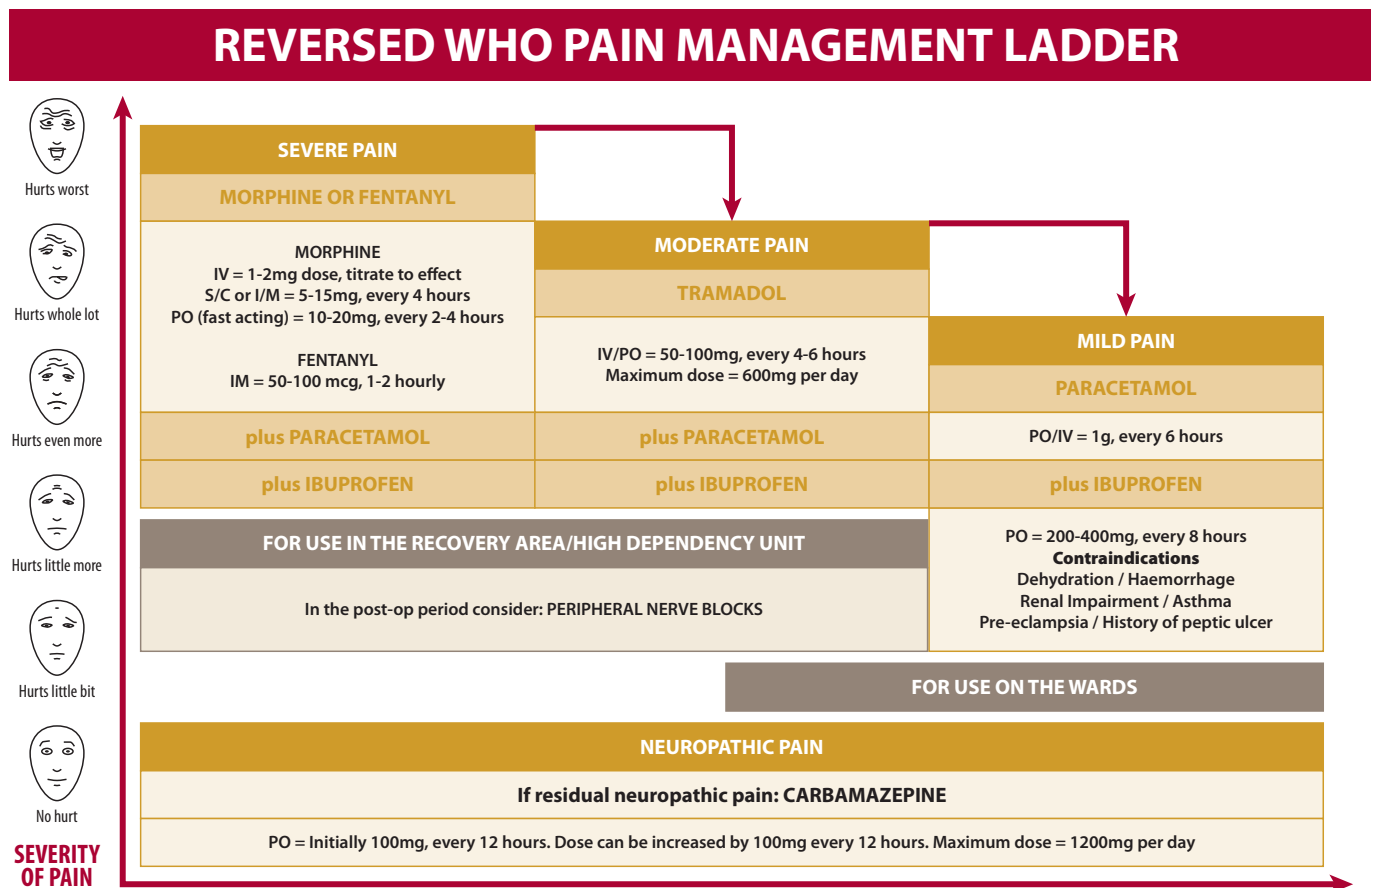 REVERSED WHO PAIN MANAGEMENT LADDER
Hurts worst
Hurts whole lot
Hurts even more
Hurts little more
Hurts little bit
No hurt
SEVERITY
OF PAIN
SEVERE PAIN
MORPHINE OR FENTANYL
MORPHINE
IV = 1-2mg dose, titrate to effect
S/C or I/M = 5-15mg, every 4 hours
PO (fast acting) = 10-20mg, every 2-4 hours
FENTANYL
IM = 50-100 mcg, 1-2 hourly
plus PARACETAMOL
plus IBUPROFEN
MODERATE PAIN
TRAMADOL
IV/PO = 50-100mg, every 4-6 hours
Maximum dose = 600mg per day
plus PARACETAMOL
plus IBUPROFEN
MILD PAIN
PARACETAMOL
PO/IV = 1g, every 6 hours
plus IBUPROFEN
PO = 200-400mg, every 8 hours
Contraindications
Dehydration / Haemorrhage
Renal Impairment / Asthma
Pre-eclampsia / History of peptic ulcer
FOR USE IN THE RECOVERY AREA/HIGH DEPENDENCY UNIT
In the post-op period consider: PERIPHERAL NERVE BLOCKS
FOR USE ON THE WARDS
NEUROPATHIC PAIN
If residual neuropathic pain: CARBAMAZEPINE
PO = Initially 100mg, every 12 hours. Dose can be increased by 100mg every 12 hours. Maximum dose = 1200mg per day